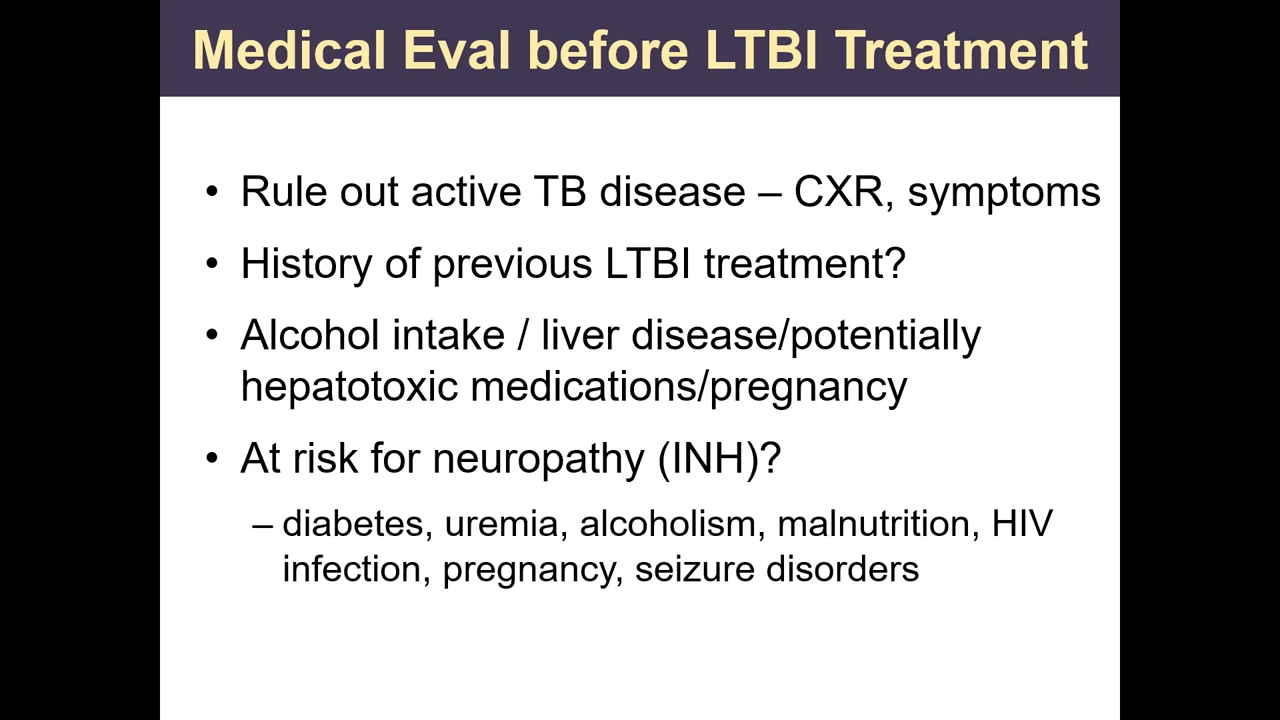 Medical Eval before LTBI Treatment
• Rule out active TB disease – CXR, symptoms
• History of previous LTBI treatment?
• Alcohol intake / liver disease/potentially
hepatotoxic medications/pregnancy
• At risk for neuropathy (INH)?
– diabetes, uremia, alcoholism, malnutrition, HIV
infection, pregnancy, seizure disorders